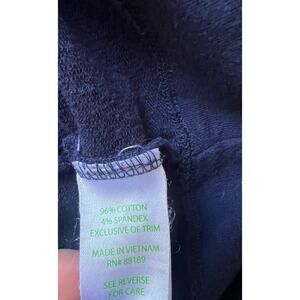 96% COTTON
4% SPANDEX
EXCLUSIVE OF TRIM
MADE IN VIETNAM
RN# 88189
SEE REVERSE
FOR CARE